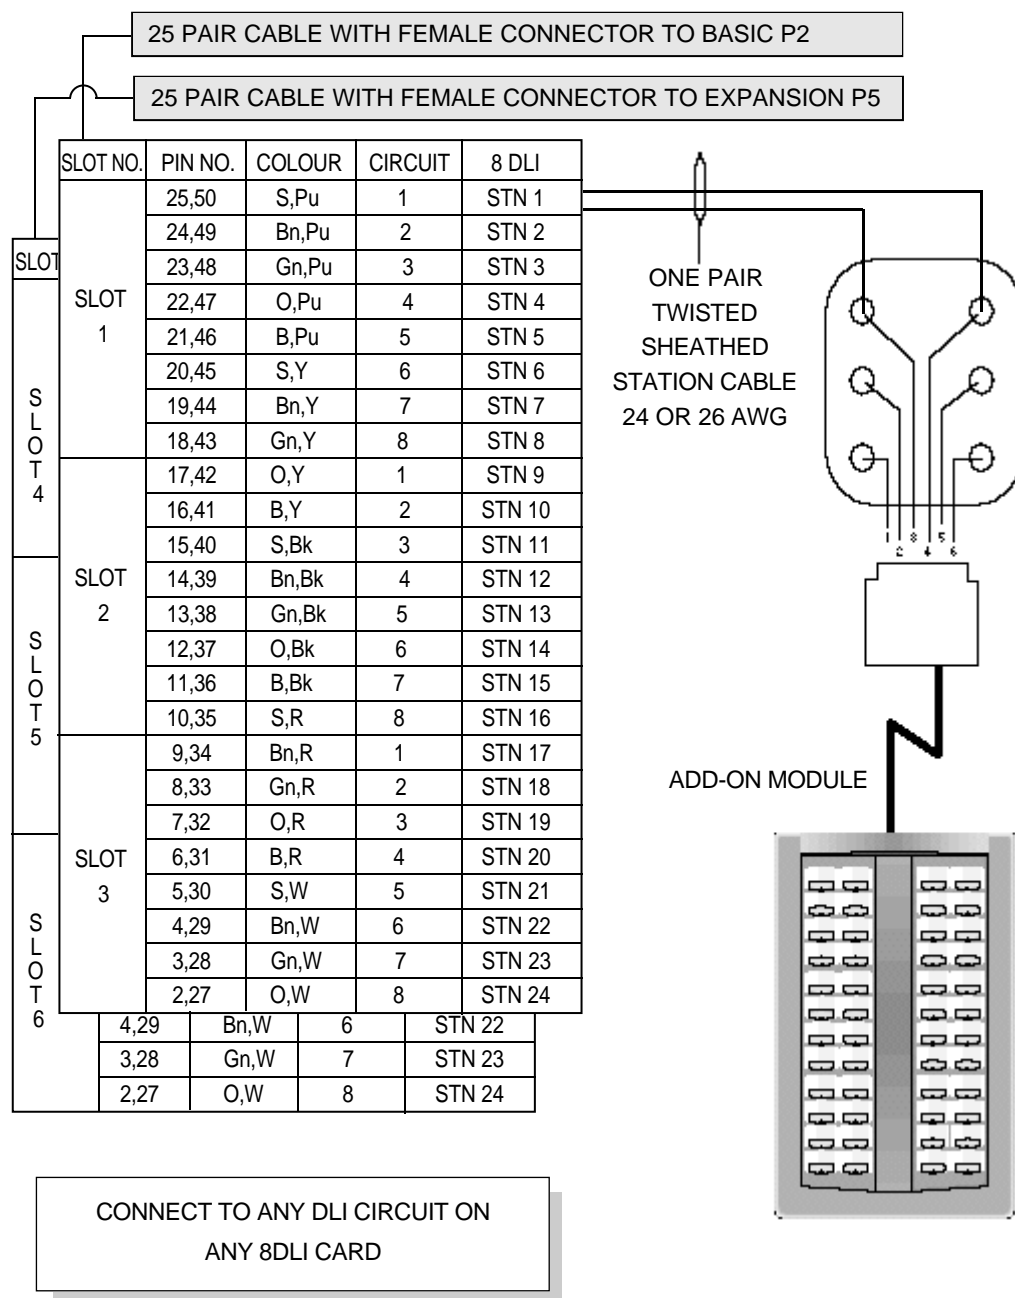 25 PAIR CABLE WITH FEMALE CONNECTOR TO BASIC P2
25 PAIR CABLE WITH FEMALE CONNECTOR TO EXPANSION P5
SLOT NO. PIN NO. COLOUR CIRCUIT 8 DLI
SLOT 1
25,50 S,Pu 1 STN 1
24,49 Bn,Pu 2 STN 2
23,48 Gn,Pu 3 STN 3
22,47 O,Pu 4 STN 4
21,46 B,Pu 5 STN 5
20,45 S,Y 6 STN 6
19,44 Bn,Y 7 STN 7
18,43 Gn,Y 8 STN 8
SLOT 2
17,42 O,Y 1 STN 9
16,41 B,Y 2 STN 10
15,40 S,Bk 3 STN 11
14,39 Bn,Bk 4 STN 12
13,38 Gn,Bk 5 STN 13
12,37 O,Bk 6 STN 14
11,36 B,Bk 7 STN 15
10,35 S,R 8 STN 16
SLOT 3
9,34 Bn,R 1 STN 17
8,33 Gn,R 2 STN 18
7,32 O,R 3 STN 19
6,31 B,R 4 STN 20
5,30 S,W 5 STN 21
4,29 Bn,W 6 STN 22
3,28 Gn,W 7 STN 23
2,27 O,W 8 STN 24
SLOT
SLOT4
SLOT5
SLOT6
4,29 Bn,W 6 STN 22
3,28 Gn,W 7 STN 23
2,27 O,W 8 STN 24
ONE PAIR
TWISTED
SHEATHED
STATION CABLE
24 OR 26 AWG
1 2 3 4 5 6
ADD-ON MODULE
CONNECT TO ANY DLI CIRCUIT ON
ANY 8DLI CARD